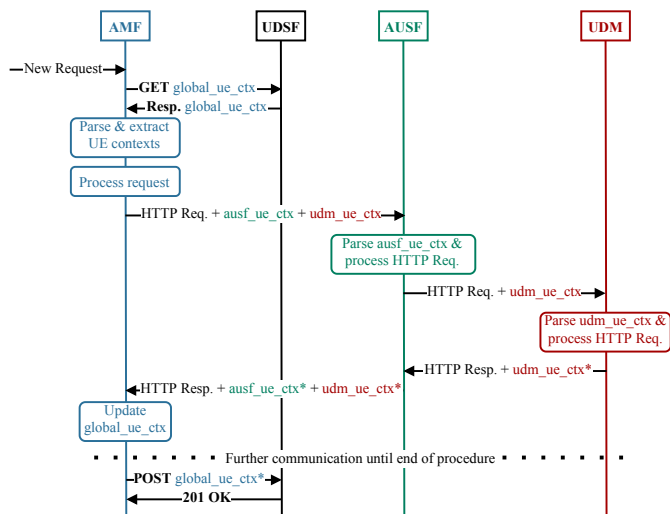 AMF UDSF AUSF UDM
New Request
GET global_ue_ctx
Resp. global_ue_ctx
Parse & extract
UE contexts
Process request
HTTP Req. + ausf_ue_ctx + udm_ue_ctx
Parse ausf_ue_ctx &
process HTTP Req.
HTTP Req. + udm_ue_ctx
Parse udm_ue_ctx &
process HTTP Req.
HTTP Resp. + udm_ue_ctx*
HTTP Resp. + ausf_ue_ctx* + udm_ue_ctx*
Update
global_ue_ctx
Further communication until end of procedure
POST global_ue_ctx*
201 OK